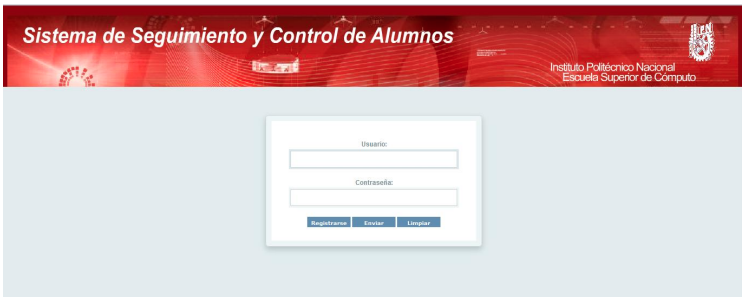 Sistema de Seguimiento y Control de Alumnos
Instituto Politécnico Nacional
Escuela Superior de Cómputo
Usuario:
Contraseña:
Registrarse Enviar Limpiar